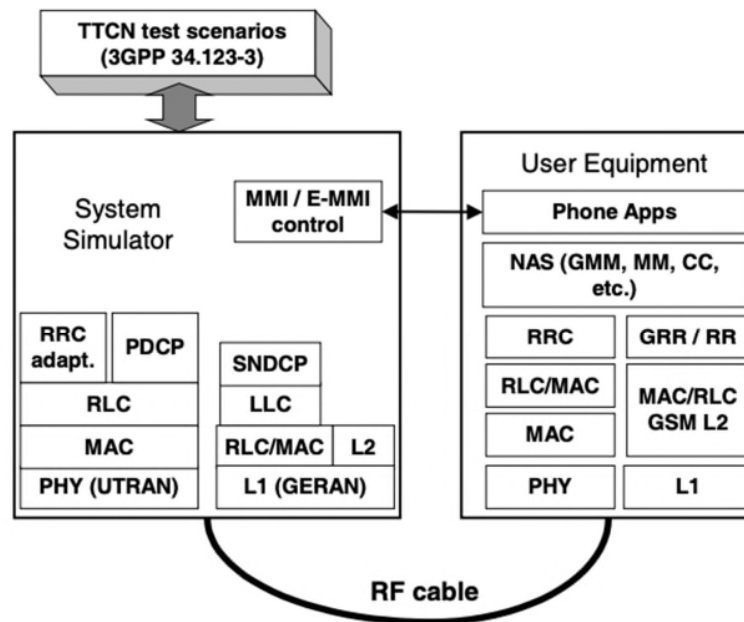 TTCN test scenarios
(3GPP 34.123-3)
System
Simulator
MMI / E-MMI
control
RRC
adapt.
PDCP
RLC
MAC
PHY (UTRAN)
SNDCP
LLC
RLC/MAC
L2
L1 (GERAN)
User Equipment
Phone Apps
NAS (GMM, MM, CC,
etc.)
RRC
GRR / RR
RLC/MAC
MAC/RLC
GSM L2
MAC
PHY
L1
RF cable